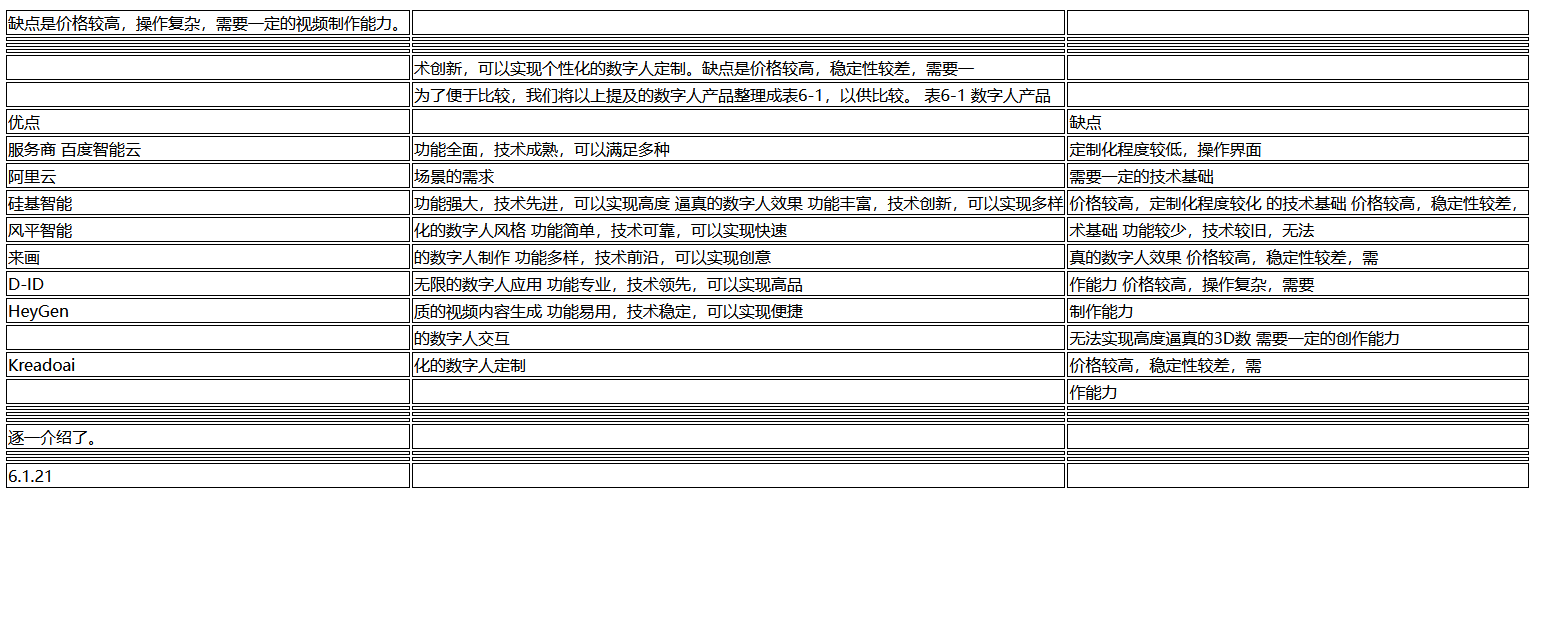 缺点是价格较高，操作复杂，需要一定的视频制作能力。
术创新，可以实现个性化的数字人定制。缺点是价格较高，稳定性较差，需要一
为了便于比较，我们将以上提及的数字人产品整理成表6-1，以供比较。 表6-1 数字人产品
优点 缺点
服务商 百度智能云 功能全面，技术成熟，可以满足多种 定制化程度较低，操作界面
阿里云 场景的需求 需要一定的技术基础
硅基智能 功能强大，技术先进，可以实现高度 逼真的数字人效果 功能丰富，技术创新，可以实现多样 价格较高，定制化程度较化 的技术基础 价格较高，稳定性较差，
风平智能 化的数字人风格 功能简单，技术可靠，可以实现快速 术基础 功能较少，技术较旧，无法
来画 的数字人制作 功能多样，技术前沿，可以实现创意 真的数字人效果 价格较高，稳定性较差，需
D-ID 无限的数字人应用 功能专业，技术领先，可以实现高品 作能力 价格较高，操作复杂，需要
HeyGen 质的视频内容生成 功能易用，技术稳定，可以实现便捷 制作能力
的数字人交互 无法实现高度逼真的3D数 需要一定的创作能力
Kreadoai 化的数字人定制 价格较高，稳定性较差，需
作能力
逐一介绍了。
6.1.21